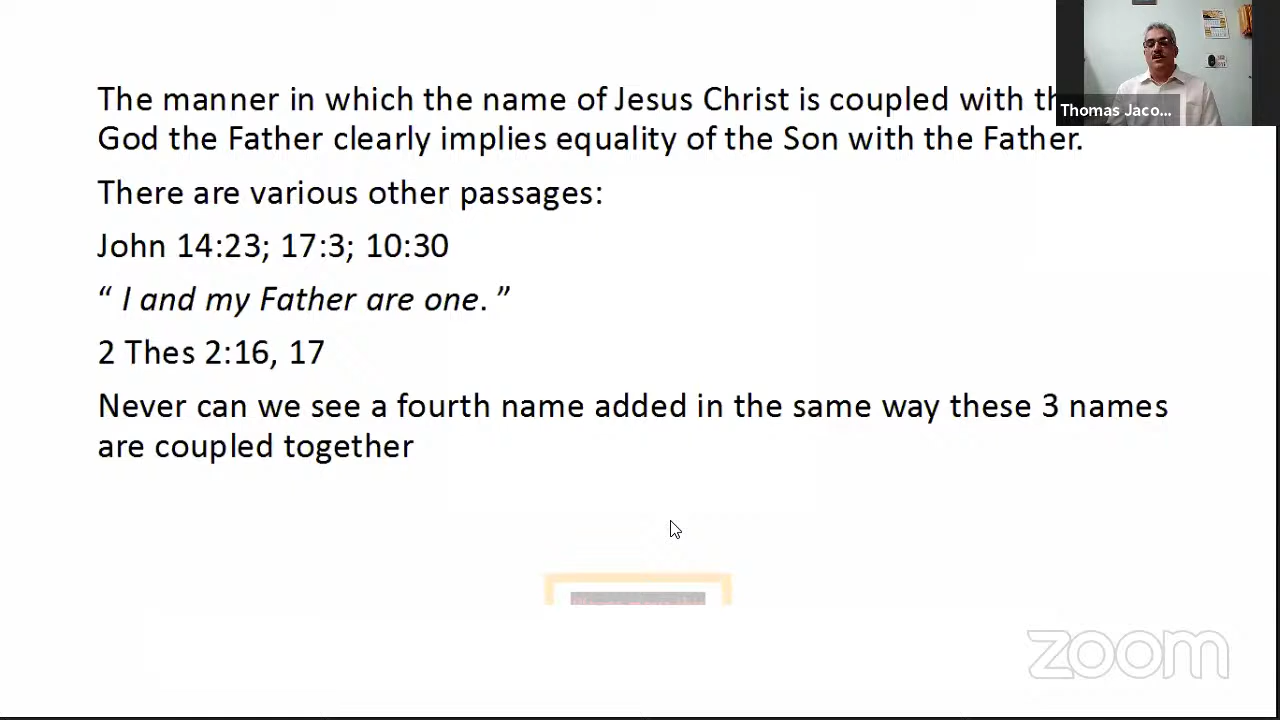 The manner in which the name of Jesus Christ is coupled with
God the Father clearly implies equality of the Son with the Father.
There are various other passages:
John 14:23; 17:3; 10:30
“ I and my Father are one. ”
2 Thes 2:16, 17
Never can we see a fourth name added in the same way these 3 names
are coupled together
Thomas Jaco...
zoom